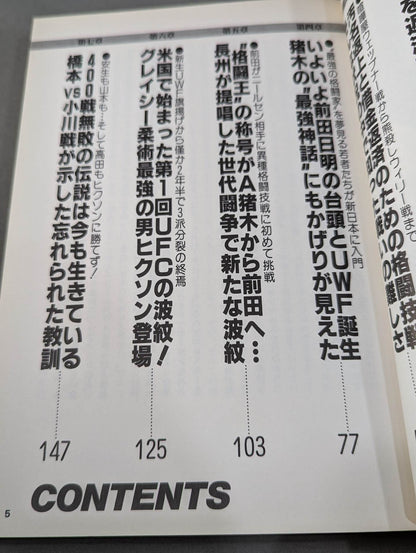 第四章
●"最強の格闘家"を夢見る若者たちが新日本に入門
いよいよ前田日明の台頭とUWF誕生
猪木の"最強神話"にもかげりが見えた
77
第五章
●前田がニールセン相手に異種格闘技戦に初めて挑戦
"格闘王"の称号がA猪木から前田へ…
長州が提唱した世代闘争で新たな波紋
103
第六章
●新生UWF旗揚げから僅か2年半で3派分裂の終焉
米国で始まった第1回UFCの波紋!
グレイシー柔術最強の男ヒクソン登場
125
第七章
●安生も山本も…そして高田もヒクソンに勝てず!
400戦無敗の伝説は今も生きている
橋本vs小川戦が示した忘れられた教訓
147
5
CONTENTS